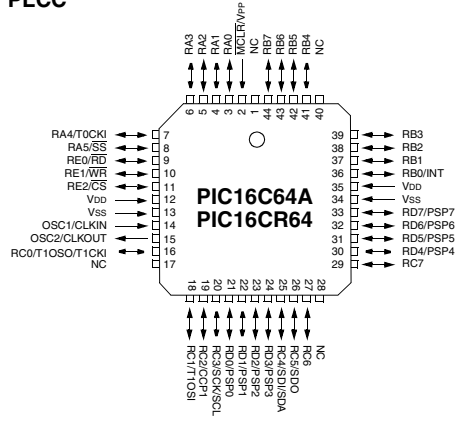 PLCC
RA3
RA2
RA1
RA0
MCLR/VPP
NC
RB7
RB6
RB5
RB4
NC
6
5
4
3
2
1
44
43
42
41
40
RA4/T0CKI 7
RA5/SS 8
RE0/RD 9
RE1/WR 10
RE2/CS 11
VDD 12
VSS 13
OSC1/CLKIN 14
OSC2/CLKOUT 15
RC0/T1OSO/T1CKI 16
NC 17
PIC16C64A
PIC16CR64
39 RB3
38 RB2
37 RB1
36 RB0/INT
35 VDD
34 VSS
33 RD7/PSP7
32 RD6/PSP6
31 RD5/PSP5
30 RD4/PSP4
29 RC7
18
19
20
21
22
23
24
25
26
27
28
RC1/T1OSI
RC2/CCP1
RC3/SCK/SCL
RD0/PSP0
RD1/PSP1
RD2/PSP2
RD3/PSP3
RC4/SDI/SDA
RC5/SDO
RC6
NC